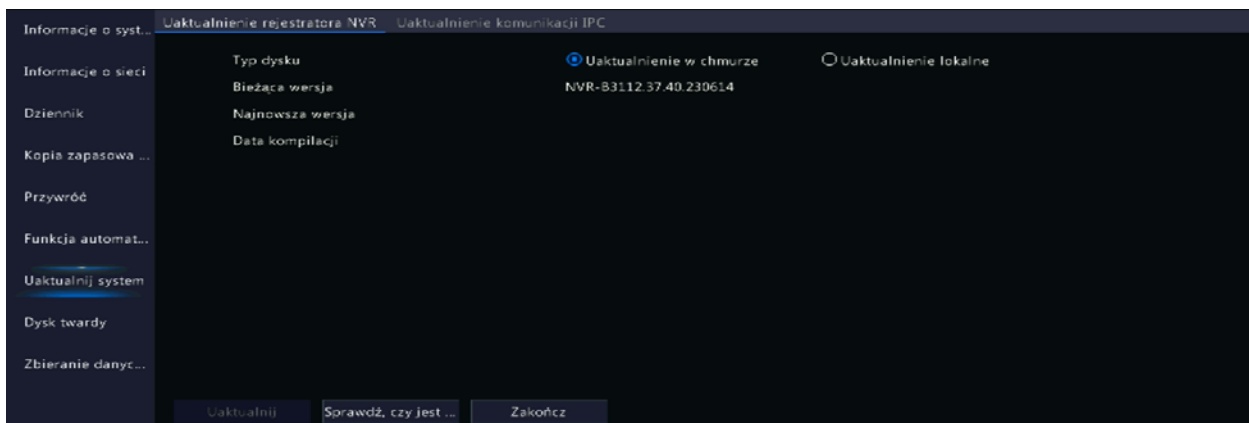 Informacje o syst...
Informacje o sieci
Dziennik
Kopia zapasowa ...
Przywróć
Funkcja automat...
Uaktualnij system
Dysk twardy
Zbieranie danyc...
Uaktualnienie rejestratora NVR Uaktualnienie komunikacji IPC
Typ dysku Uaktualnienie w chmurze Uaktualnienie lokalne
Bieżąca wersja NVR-B3112.37.40.230614
Najnowsza wersja
Data kompilacji
Uaktualnij Sprawdź, czy jest ... Zakończ